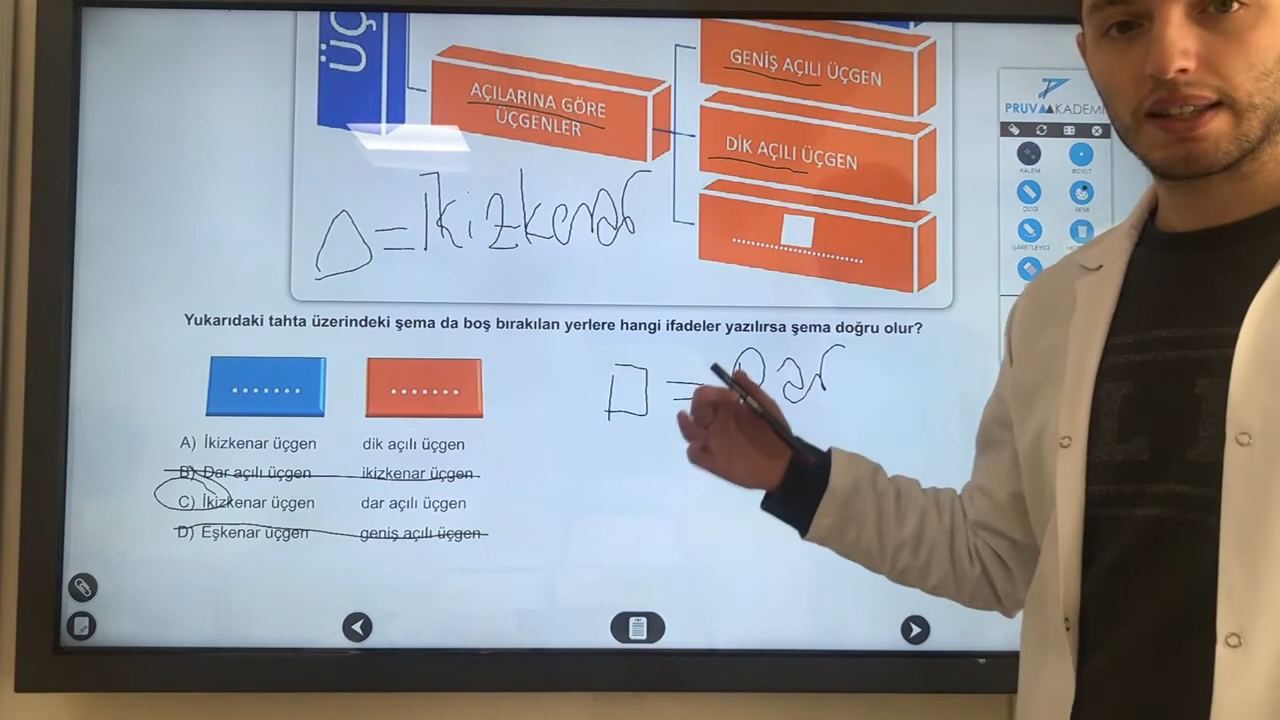 ÜÇ
GENİŞ AÇILI ÜÇGEN
AÇILARINA GÖRE
ÜÇGENLER
DİK AÇILI ÜÇGEN
..............................
PRUVA AKADEMİ
KALEM
BOYUT
ÇİZGİ
RENK
İŞARETLEYİCİ
= İkizkenar
Yukarıdaki tahta üzerindeki şema da boş bırakılan yerlere hangi ifadeler yazılırsa şema doğru olur?
....... .......
= Dar
A) İkizkenar üçgen dik açılı üçgen
B) Dar açılı üçgen ikizkenar üçgen
C) İkizkenar üçgen dar açılı üçgen
D) Eşkenar üçgen geniş açılı üçgen